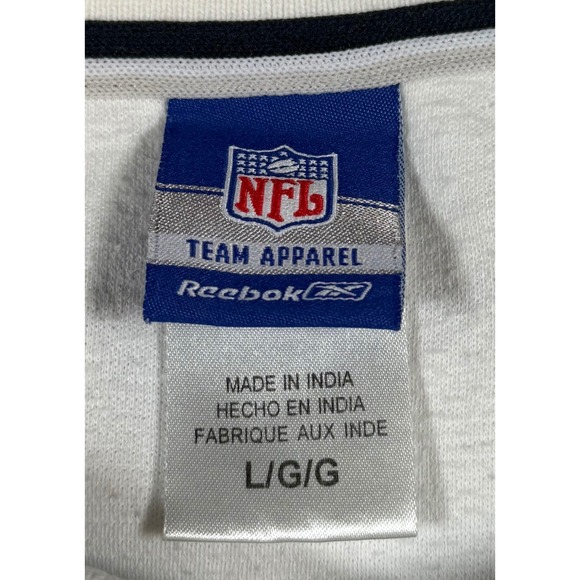 NFL
TEAM APPAREL
Reebok
MADE IN INDIA
HECHO EN INDIA
FABRIQUE AUX INDE
L/G/G